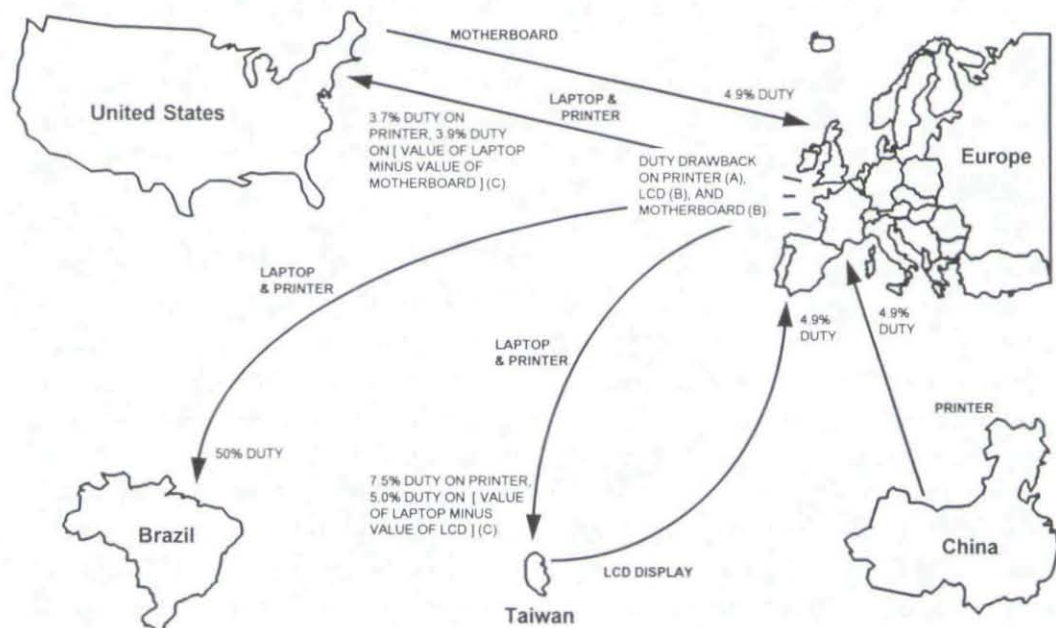 MOTHERBOARD
United States
LAPTOP &
PRINTER
4.9% DUTY
3.7% DUTY ON
PRINTER, 3.9% DUTY
ON [ VALUE OF LAPTOP
MINUS VALUE OF
MOTHERBOARD ] (C)
DUTY DRAWBACK
ON PRINTER (A),
LCD (B), AND
MOTHERBOARD (B)
Europe
LAPTOP
& PRINTER
LAPTOP
& PRINTER
4.9%
DUTY
4.9%
DUTY
PRINTER
50% DUTY
7.5% DUTY ON PRINTER,
5.0% DUTY ON [ VALUE
OF LAPTOP MINUS
VALUE OF LCD ] (C)
Brazil
China
LCD DISPLAY
Taiwan